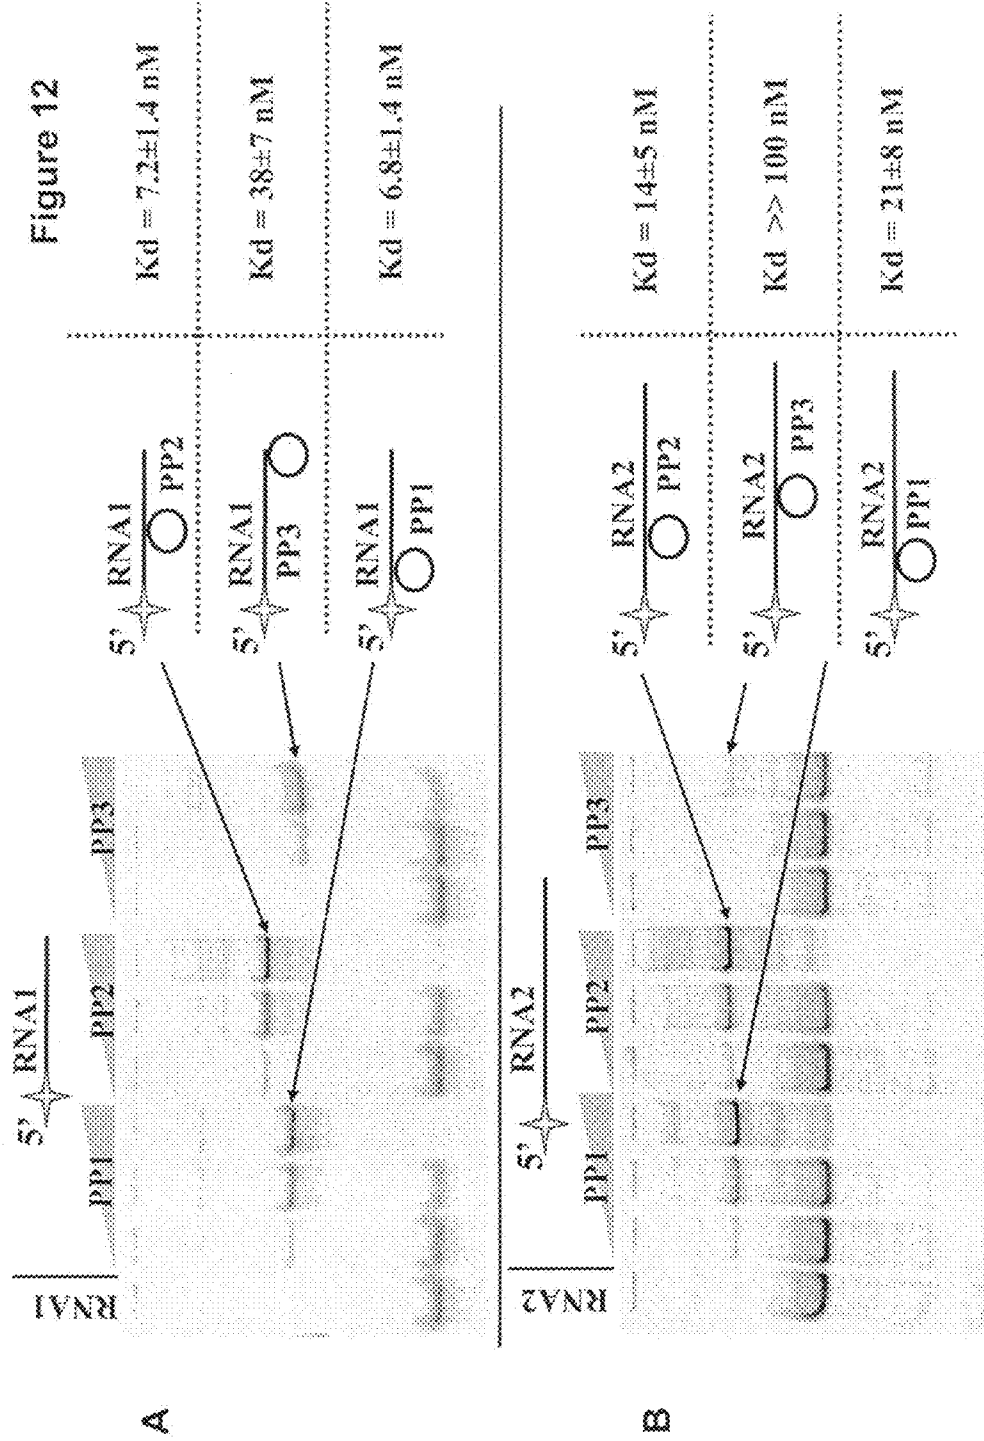 Figure 12
A
5' RNA1
RNA1
PP1
PP2
PP3
5' RNA1
PP2
Kd = 7.2±1.4 nM
5' RNA1
PP3
Kd = 38±7 nM
5' RNA1
PP1
Kd = 6.8±1.4 nM
B
5' RNA2
RNA2
PP1
PP2
PP3
5' RNA2
PP2
Kd = 14±5 nM
5' RNA2
PP3
Kd >> 100 nM
5' RNA2
PP1
Kd = 21±8 nM